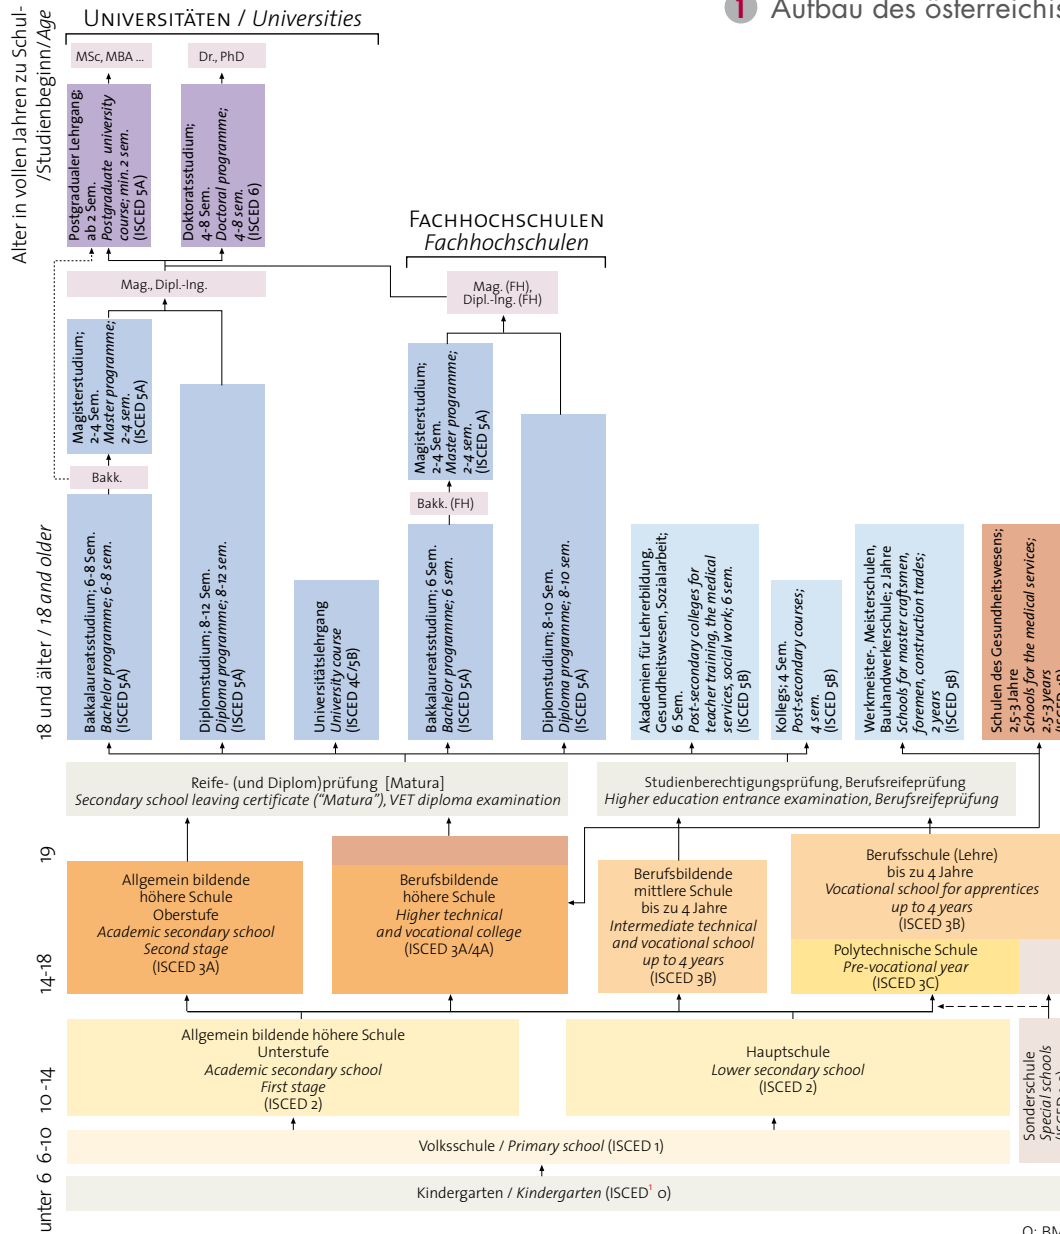 1 Aufbau des österreichis
Alter in vollen Jahren zu Schul-
/Studienbeginn/Age
UNIVERSITÄTEN / Universities
MSc, MBA ...
Dr., PhD
Postgradualer Lehrgang;
ab 2 Sem.
Postgraduate university
course; min. 2 sem.
(ISCED 5A)
Doktoratsstudium;
4-8 Sem.
Doctoral programme;
4-8 sem.
(ISCED 6)
FACHHOCHSCHULEN
Fachhochschulen
Mag., Dipl.-Ing.
Mag. (FH),
Dipl.-Ing. (FH)
Magisterstudium;
2-4 Sem.
Master programme;
2-4 sem.
(ISCED 5A)
Magisterstudium;
2-4 Sem.
Master programme;
2-4 sem.
(ISCED 5A)
Bakk.
Bakk. (FH)
18 und älter / 18 and older
Bakkalaureatsstudium; 6-8 Sem.
Bachelor programme; 6-8 sem.
(ISCED 5A)
Diplomstudium; 8-12 Sem.
Diploma programme; 8-12 sem.
(ISCED 5A)
Universitätslehrgang
University course
(ISCED 4C/5B)
Bakkalaureatsstudium; 6 Sem.
Bachelor programme; 6 sem.
(ISCED 5A)
Diplomstudium; 8-10 Sem.
Diploma programme; 8-10 sem.
(ISCED 5A)
Akademien für Lehrerbildung,
Gesundheitswesen, Sozialarbeit;
6 Sem.
Post-secondary colleges for
teacher training, the medical
services, social work; 6 sem.
(ISCED 5B)
Kollegs; 4 Sem.
Post-secondary courses;
4 sem.
(ISCED 5B)
Werkmeister-, Meisterschulen,
Bauhandwerkerschule; 2 Jahre
Schools for master craftsmen,
foremen, construction trades;
2 years
(ISCED 5B)
Schulen des Gesundheitswesens;
2,5-3 Jahre
Schools for the medical services;
2.5-3 years
Reife- (und Diplom)prüfung [Matura]
Secondary school leaving certificate ("Matura"), VET diploma examination
Studienberechtigungsprüfung, Berufsreifeprüfung
Higher education entrance examination, Berufsreifeprüfung
19
14-18
Allgemein bildende
höhere Schule
Oberstufe
Academic secondary school
Second stage
(ISCED 3A)
Berufsbildende
höhere Schule
Higher technical
and vocational college
(ISCED 3A/4A)
Berufsbildende
mittlere Schule
bis zu 4 Jahre
Intermediate technical
and vocational school
up to 4 years
(ISCED 3B)
Berufsschule (Lehre)
bis zu 4 Jahre
Vocational school for apprentices
up to 4 years
(ISCED 3B)
Polytechnische Schule
Pre-vocational year
(ISCED 3C)
10-14
Allgemein bildende höhere Schule
Unterstufe
Academic secondary school
First stage
(ISCED 2)
Hauptschule
Lower secondary school
(ISCED 2)
Sonderschule
Special schools
6-10
Volksschule / Primary school (ISCED 1)
unter 6
Kindergarten / Kindergarten (ISCED¹ 0)
Q: BM